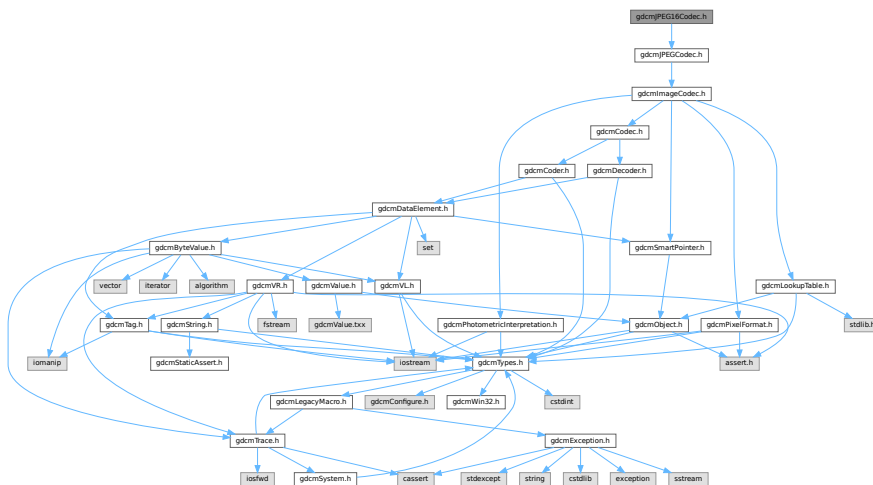 gdcmJPEG16Codec.h
gdcmJPEGCodec.h
gdcmImageCodec.h
gdcmCodec.h
gdcmCoder.h
gdcmDecoder.h
gdcmDataElement.h
gdcmByteValue.h
set
gdcmSmartPointer.h
vector
iterator
algorithm
gdcmVR.h
gdcmValue.h
gdcmVL.h
gdcmLookupTable.h
gdcmTag.h
gdcmString.h
fstream
gdcmValue.txx
gdcmPhotometricInterpretation.h
gdcmObject.h
gdcmPixelFormat.h
stdlib.h
iomanip
gdcmStaticAssert.h
iostream
gdcmTypes.h
assert.h
gdcmLegacyMacro.h
gdcmConfigure.h
gdcmWin32.h
cstdint
gdcmTrace.h
gdcmException.h
iosfwd
gdcmSystem.h
cassert
stdexcept
string
cstdlib
exception
sstream